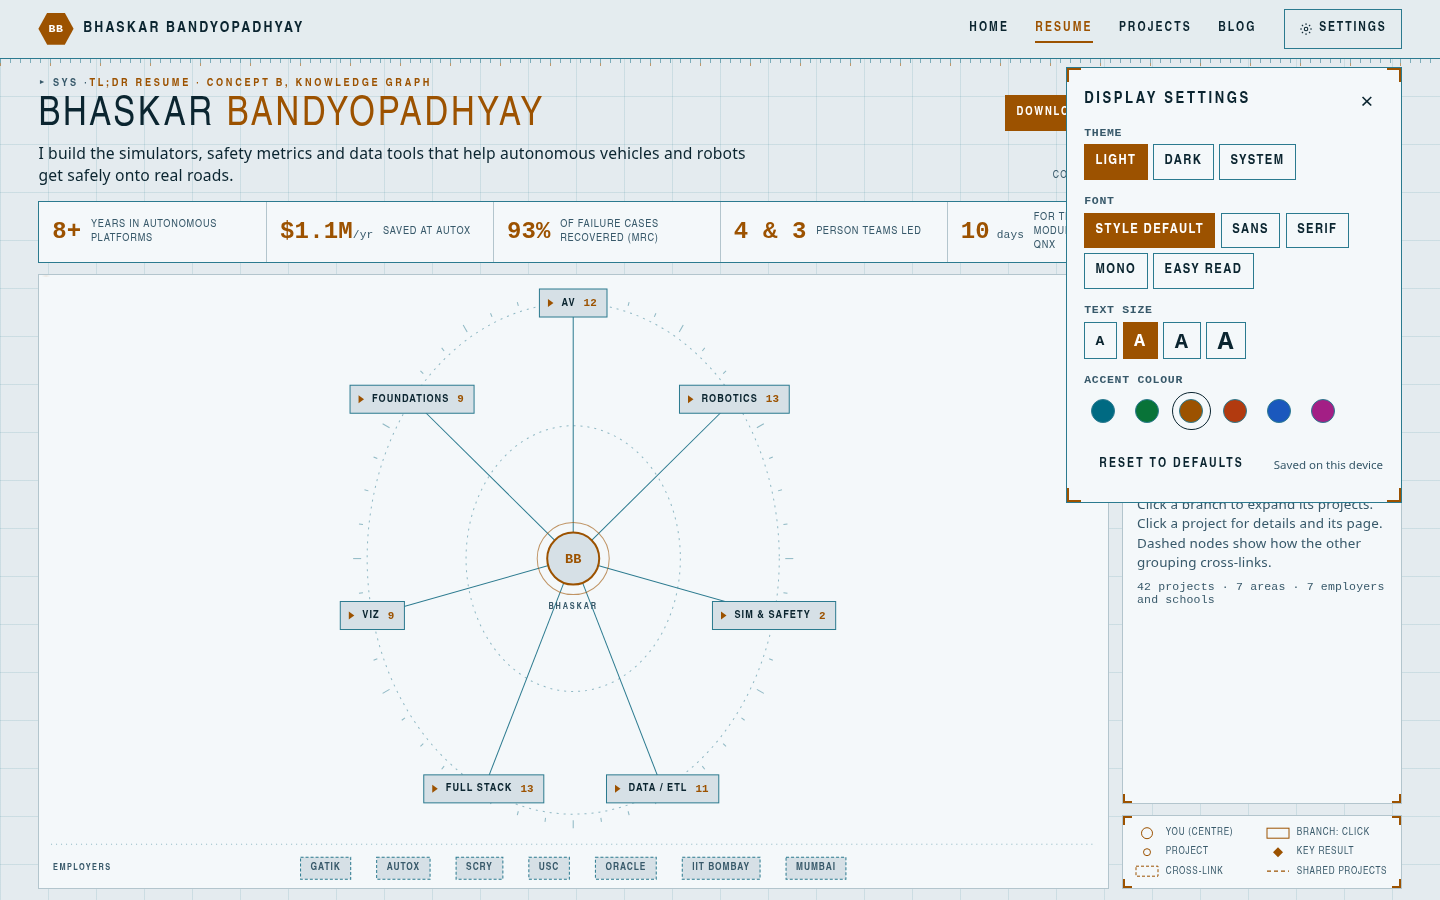 BB BHASKAR BANDYOPADHYAY
HOME RESUME PROJECTS BLOG SETTINGS
SYS · TL;DR RESUME · CONCEPT B, KNOWLEDGE GRAPH
BHASKAR BANDYOPADHYAY
I build the simulators, safety metrics and data tools that help autonomous vehicles and robots
get safely onto real roads.
8+ YEARS IN AUTONOMOUS
PLATFORMS
$1.1M/yr SAVED AT AUTOX
93% OF FAILURE CASES
RECOVERED (MRC)
4 & 3 PERSON TEAMS LED
10 days
QNX
DISPLAY SETTINGS
THEME
LIGHT DARK SYSTEM
FONT
STYLE DEFAULT SANS SERIF
MONO EASY READ
TEXT SIZE
A A A A
ACCENT COLOUR
RESET TO DEFAULTS Saved on this device
AV 12
FOUNDATIONS 9
ROBOTICS 13
BB
BHASKAR
VIZ 9
SIM & SAFETY 2
FULL STACK 13
DATA / ETL 11
EMPLOYERS GATIK AUTOX SCRY USC ORACLE IIT BOMBAY MUMBAI
Click a branch to expand its projects.
Click a project for details and its page.
Dashed nodes show how the other
grouping cross-links.
42 projects · 7 areas · 7 employers
and schools
YOU (CENTRE) BRANCH: CLICK
PROJECT KEY RESULT
CROSS-LINK SHARED PROJECTS